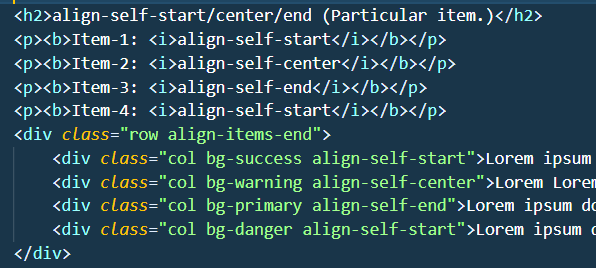 <h2>align-self-start/center/end (Particular item.)</h2>
<p><b>Item-1: <i>align-self-start</i></b></p>
<p><b>Item-2: <i>align-self-center</i></b></p>
<p><b>Item-3: <i>align-self-end</i></b></p>
<p><b>Item-4: <i>align-self-start</i></b></p>
<div class="row align-items-end">
<div class="col bg-success align-self-start">Lorem ipsum
<div class="col bg-warning align-self-center">Lorem Lorem
<div class="col bg-primary align-self-end">Lorem ipsum do
<div class="col bg-danger align-self-start">Lorem ipsum d
</div>